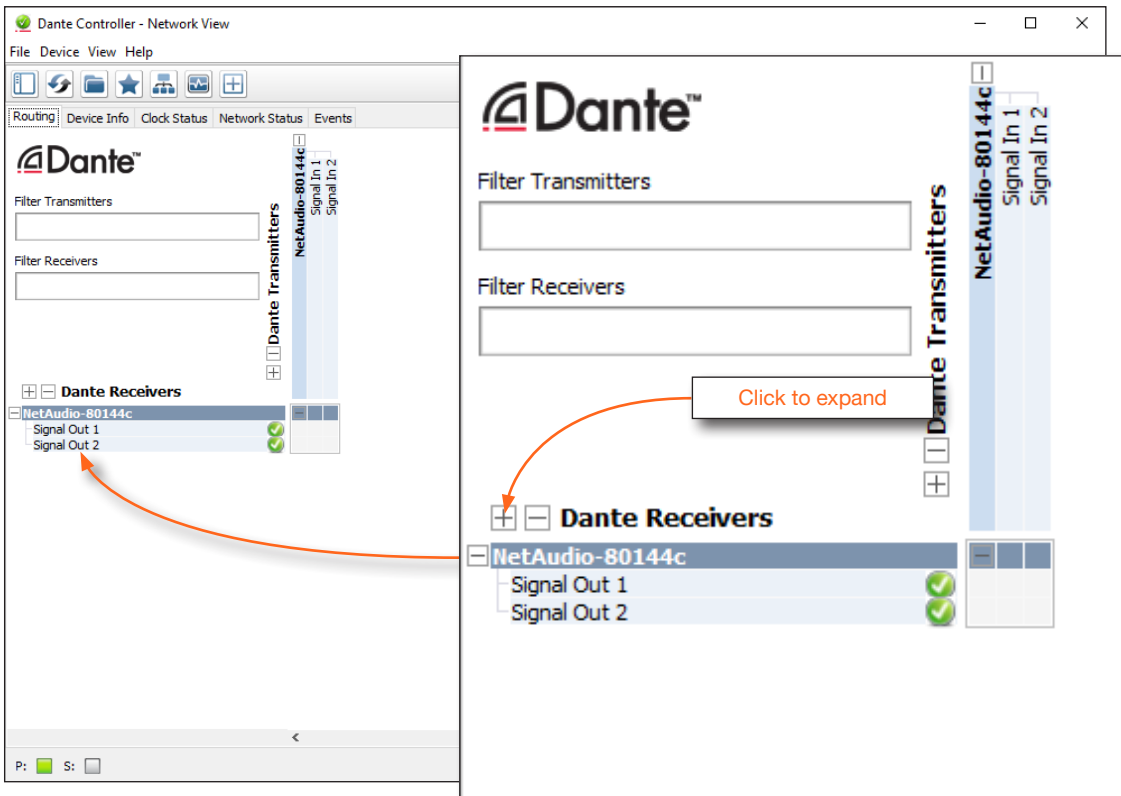 Dante Controller - Network View
File Device View Help
Routing Device Info Clock Status Network Status Events
Dante™
Filter Transmitters
Filter Receivers
Dante Transmitters
NetAudio-80144c
Signal In 1
Signal In 2
Dante Receivers
NetAudio-80144c
Signal Out 1
Signal Out 2
P: S:
Dante™
Filter Transmitters
Filter Receivers
Dante Transmitters
NetAudio-80144c
Signal In 1
Signal In 2
Click to expand
Dante Receivers
NetAudio-80144c
Signal Out 1
Signal Out 2